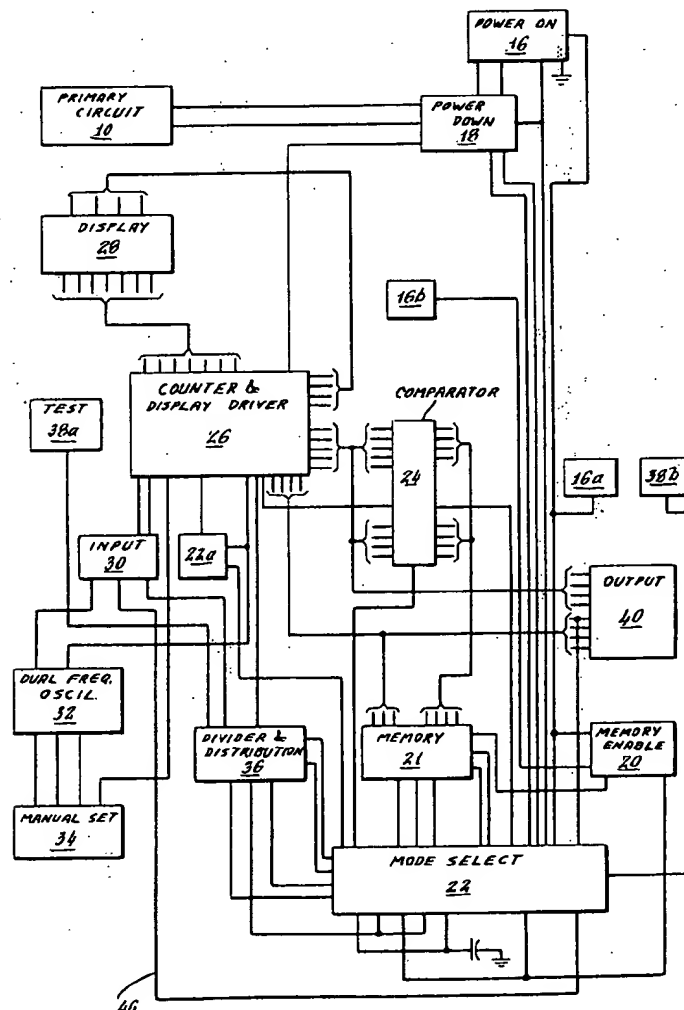 POWER ON
16
PRIMARY
CIRCUIT
10
POWER
DOWN
18
DISPLAY
28
16b
COUNTER &
DISPLAY DRIVER
26
COMPARATOR
24
TEST
38a
16a
38b
INPUT
30
22a
OUTPUT
40
DUAL FREQ.
OSCIL.
32
DIVIDER &
DISTRIBUTION
36
MEMORY
21
MEMORY
ENABLE
20
MANUAL SET
34
MODE SELECT
22
46